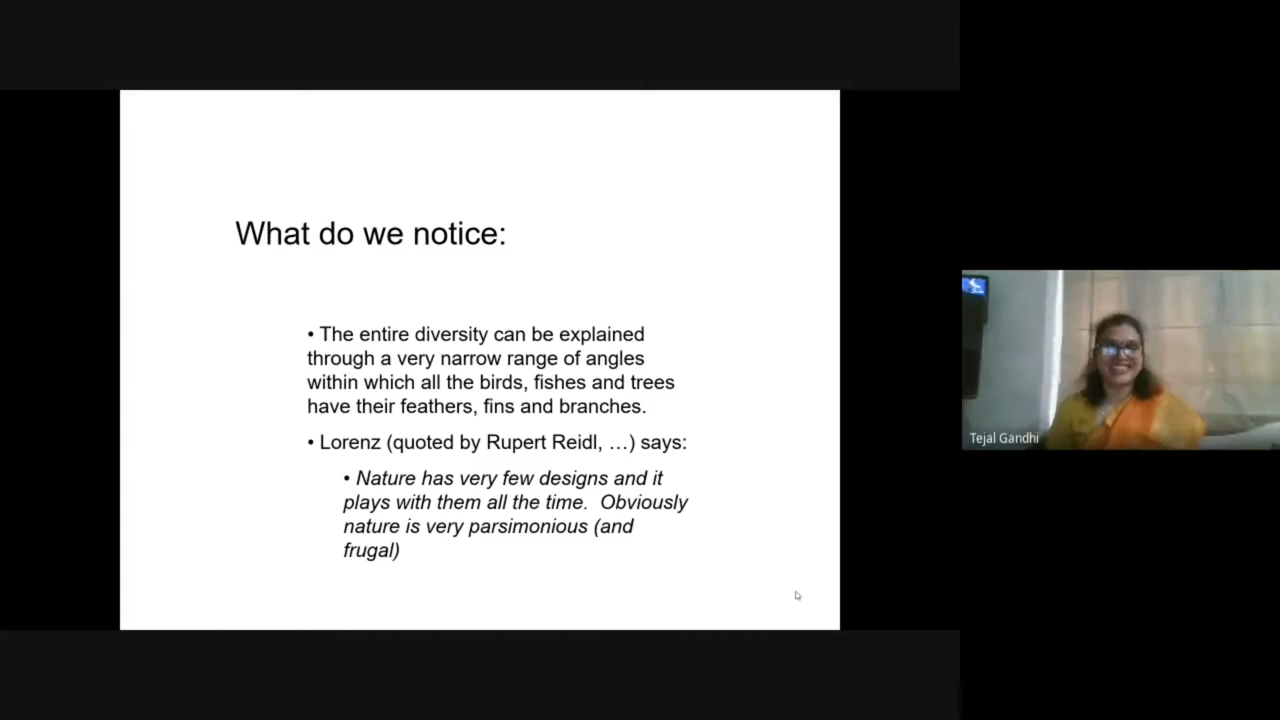 What do we notice:
• The entire diversity can be explained
through a very narrow range of angles
within which all the birds, fishes and trees
have their feathers, fins and branches.
• Lorenz (quoted by Rupert Reidl, …) says:
• Nature has very few designs and it
plays with them all the time.  Obviously
nature is very parsimonious (and
frugal)
Tejal Gandhi